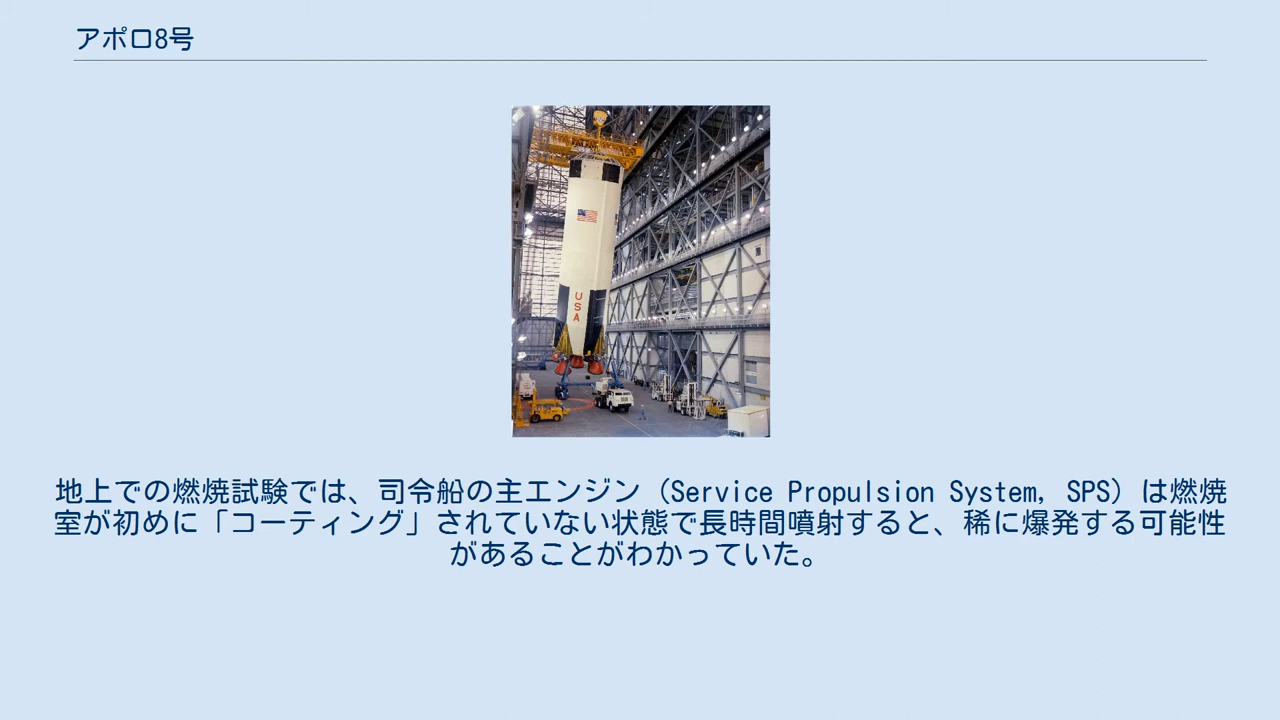 アポロ8号
USA
地上での燃焼試験では、司令船の主エンジン（Service Propulsion System, SPS）は燃焼
室が初めに「コーティング」されていない状態で長時間噴射すると、稀に爆発する可能性
があることがわかっていた。